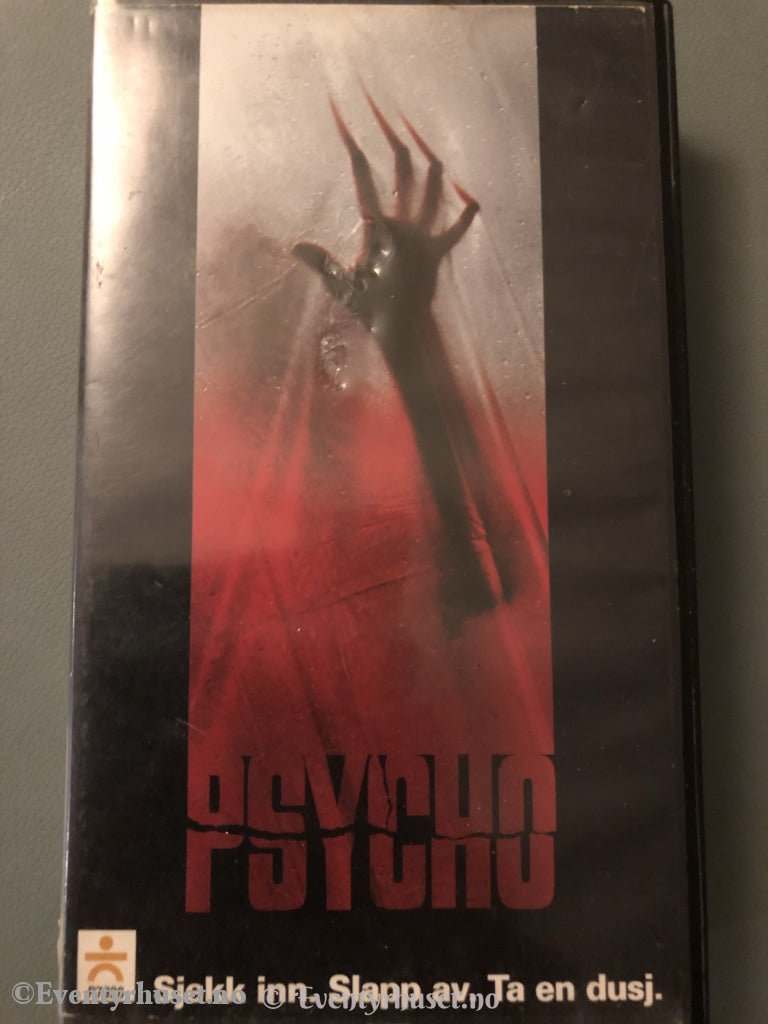 PSYCHO
Sjekk inn. Slapp av. Ta en dusj.
©Eventyrhuset.no © Eventyrhuset.no